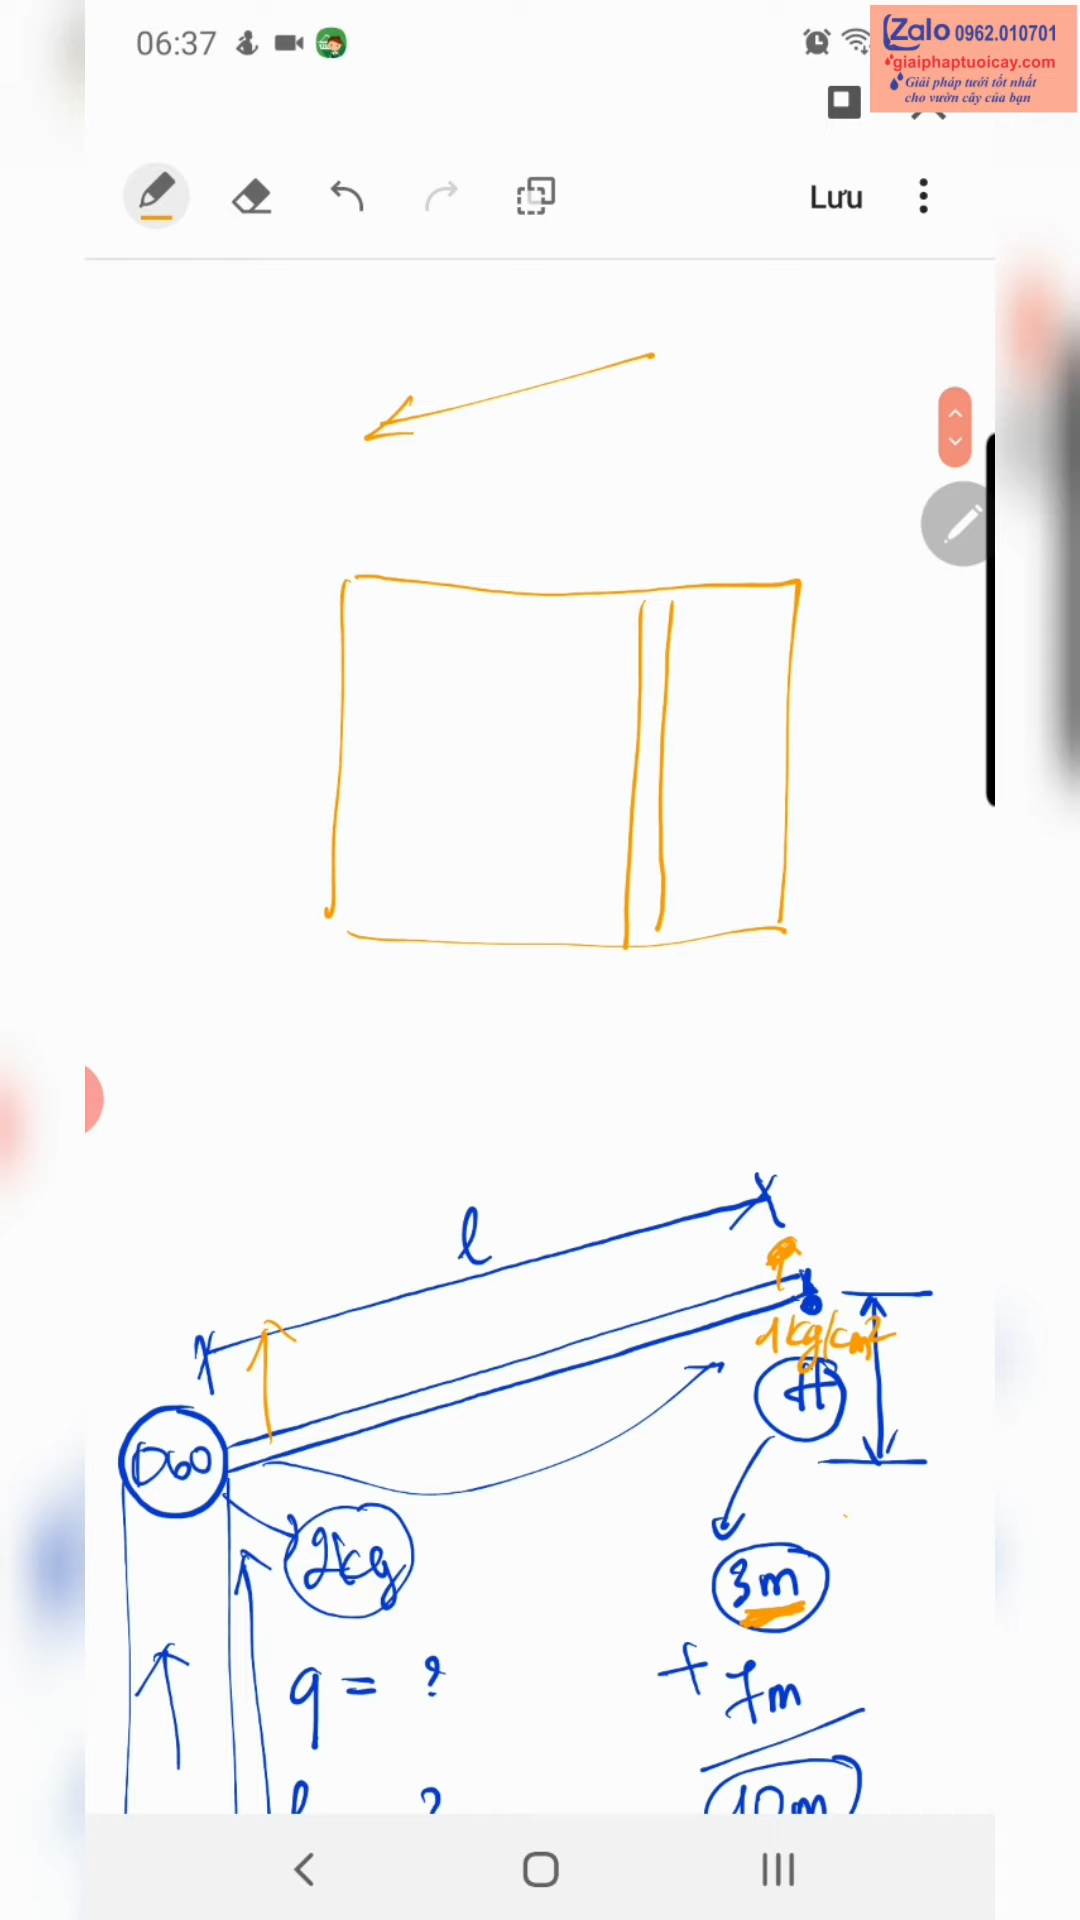 06:37
Zalo 0962.010701
giaiphaptuoicay.com
Giải pháp tưới tốt nhất
cho vườn cây của bạn
Lưu
l
q
1kg/cm²
H
D60
2kg
3m
q = ?
+ 7m
l ?
10m